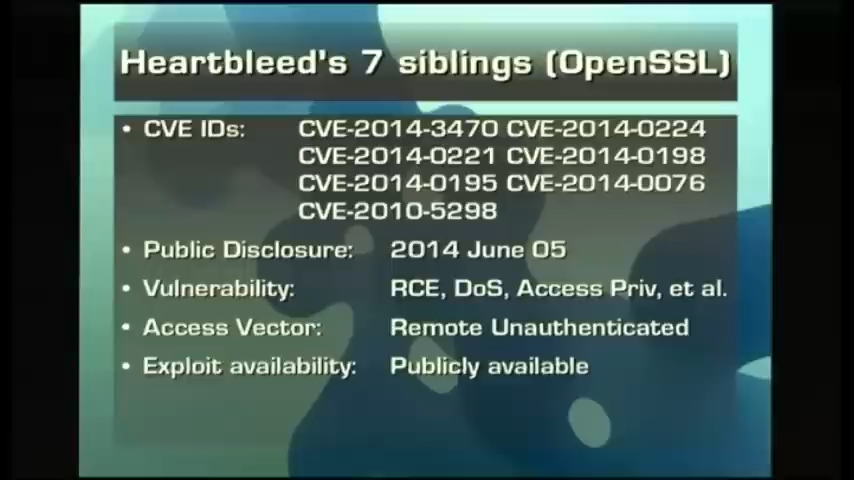 Heartbleed's 7 siblings (OpenSSL)
• CVE IDs: CVE-2014-3470 CVE-2014-0224
CVE-2014-0221 CVE-2014-0198
CVE-2014-0195 CVE-2014-0076
CVE-2010-5298
• Public Disclosure: 2014 June 05
• Vulnerability: RCE, DoS, Access Priv, et al.
• Access Vector: Remote Unauthenticated
• Exploit availability: Publicly available